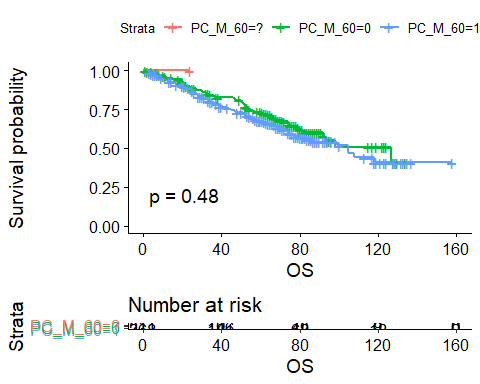 Strata PC_M_60=? PC_M_60=0 PC_M_60=1
Survival probability
1.00
0.75
0.50
0.25
0.00
p = 0.48
0 40 80 120 160
OS
Number at risk
Strata
0 40 80 120 160
OS